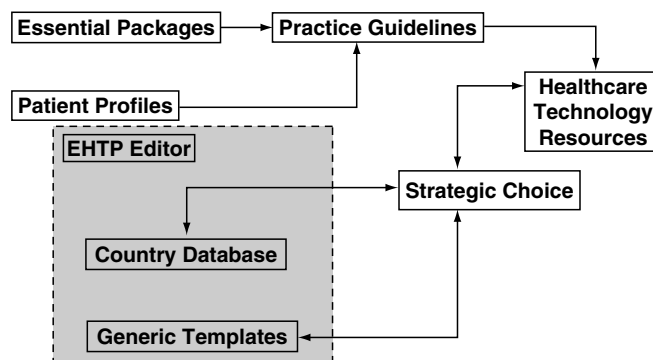 Essential Packages
Practice Guidelines
Patient Profiles
Healthcare
Technology
Resources
EHTP Editor
Strategic Choice
Country Database
Generic Templates